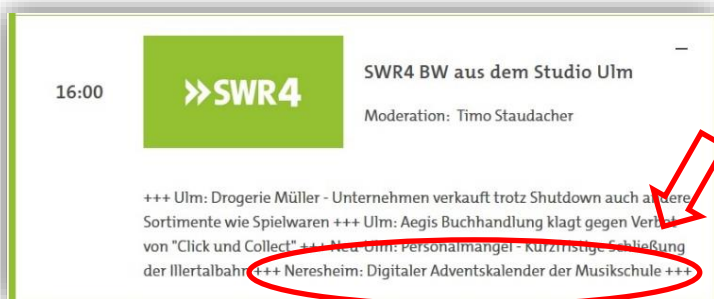 16:00
»SWR4
SWR4 BW aus dem Studio Ulm
Moderation: Timo Staudacher
+++ Ulm: Drogerie Müller - Unternehmen verkauft trotz Shutdown auch andere
Sortimente wie Spielwaren +++ Ulm: Aegis Buchhandlung klagt gegen Verbot
von "Click und Collect" +++ Neu-Ulm: Personalmangel - Kurzfristige Schließung
der Illertalbahn +++ Neresheim: Digitaler Adventskalender der Musikschule +++